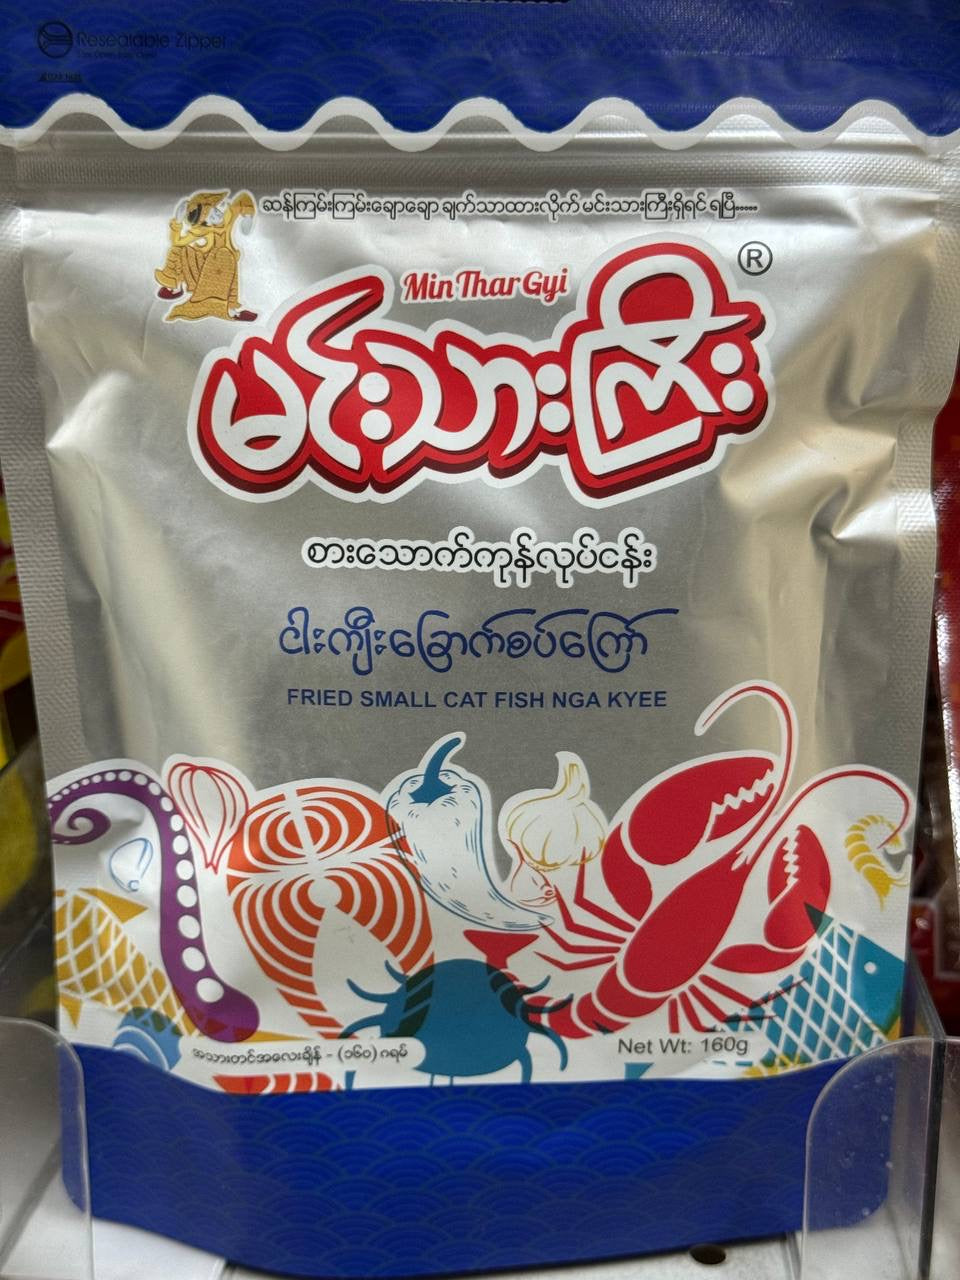 Resealable Zipper
ဆန်ကြမ်းကြမ်းချောချော ချက်သာထားလိုက် မင်းသားကြီးရှိရင် ရပြီ.....
Min Thar Gyi
®
မင်းသားကြီး
စားသောက်ကုန်လုပ်ငန်း
ငါးကျီးခြောက်စပ်ကြော်
FRIED SMALL CAT FISH NGA KYEE
အသားတင်အလေးချိန် - (၁၆၀) ဂရမ်
Net Wt: 160g